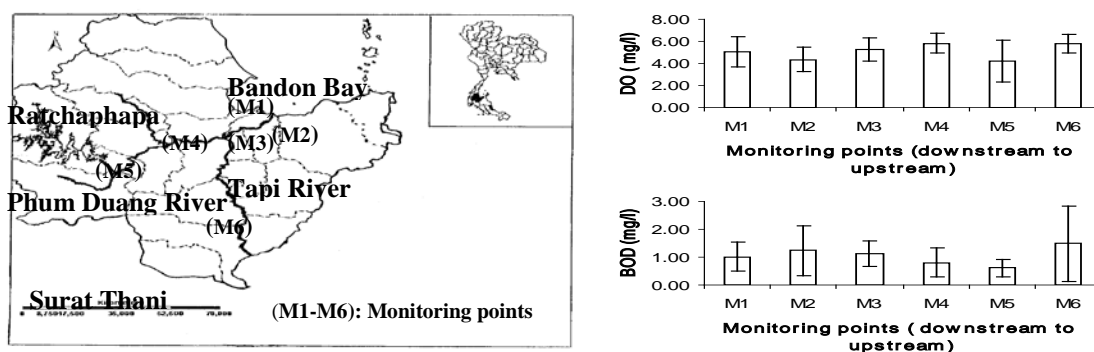 Bandon Bay
(M1)
Ratchaphapa
(M4)
(M3)
(M2)
(M5)
Tapi River
Phum Duang River
(M6)
Surat Thani
(M1-M6): Monitoring points
DO (mg/l)
8.00
6.00
4.00
2.00
0.00
M1 M2 M3 M4 M5 M6
Monitoring points (downstream to
upstream)
BOD (mg/l)
3.00
2.00
1.00
0.00
M1 M2 M3 M4 M5 M6
Monitoring points ( downstream to
upstream)